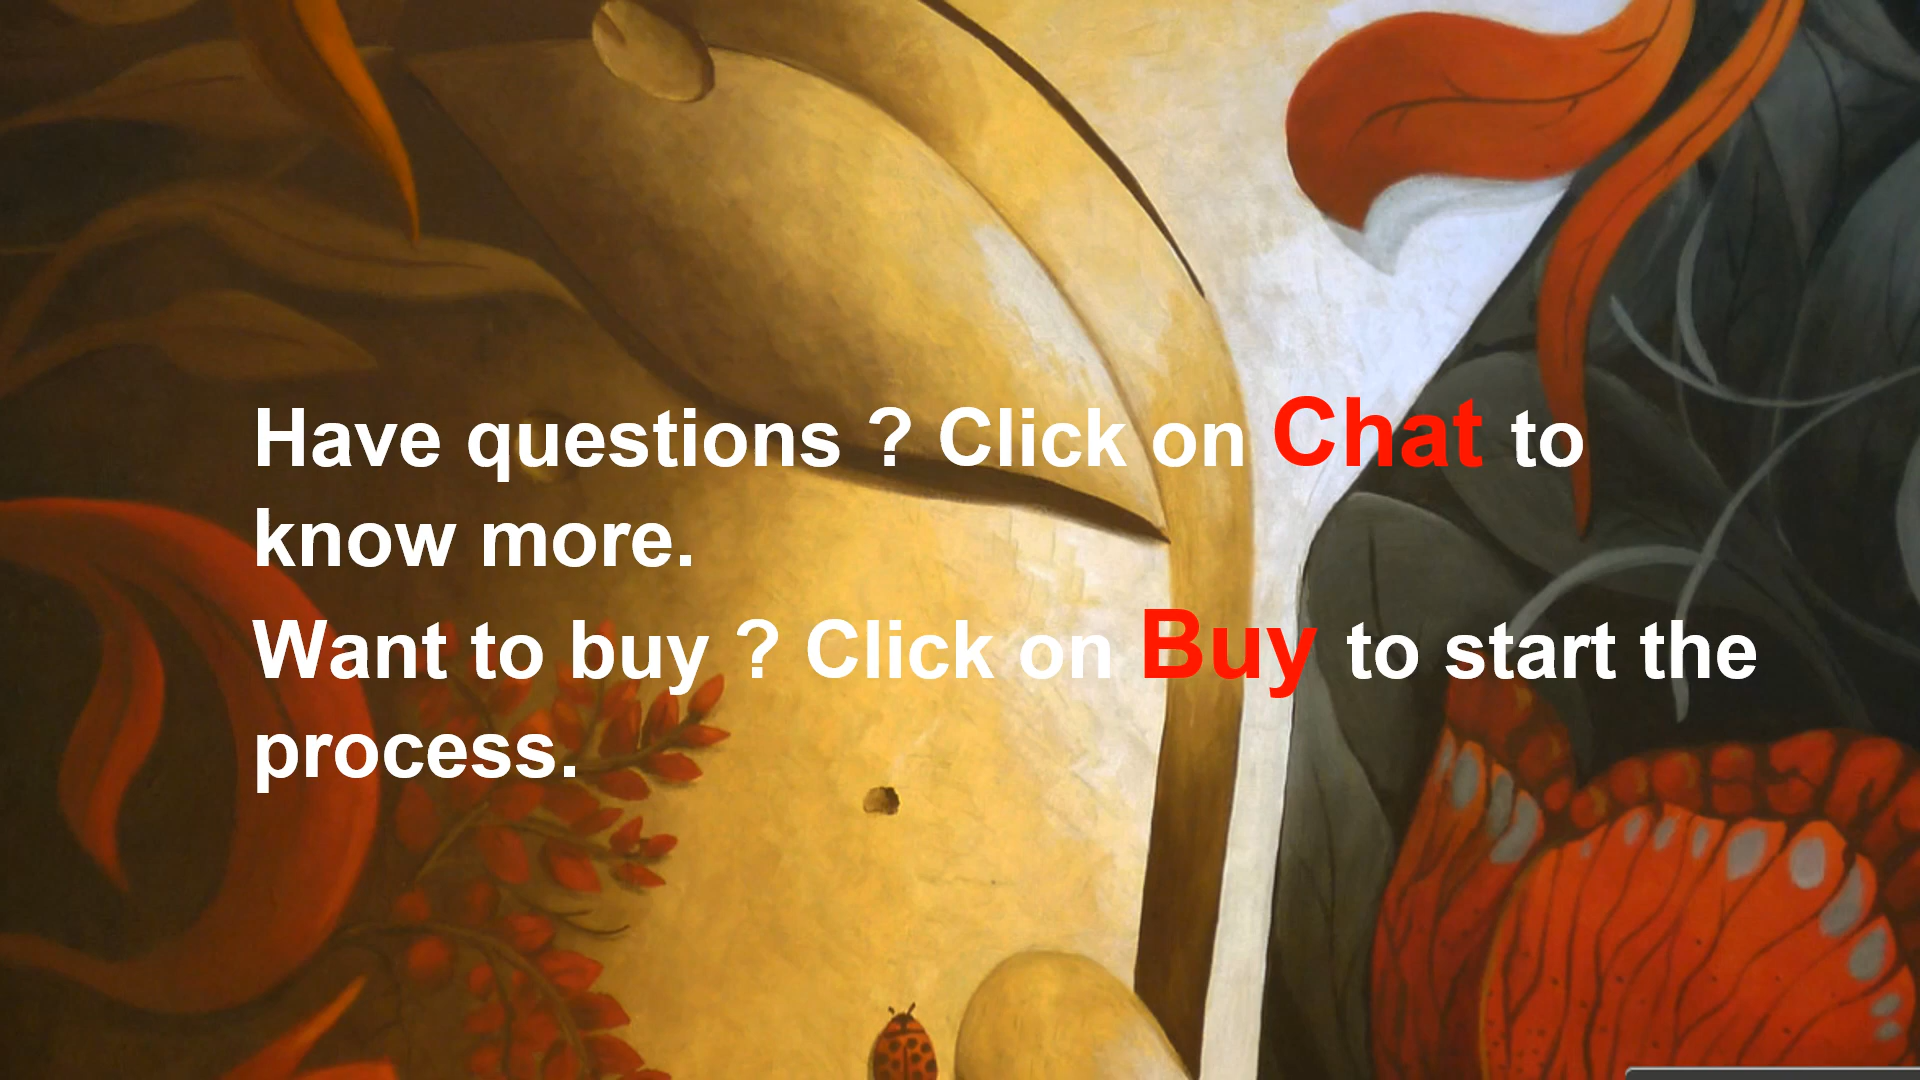 Have questions ? Click on Chat to
know more.
Want to buy ? Click on Buy to start the
process.